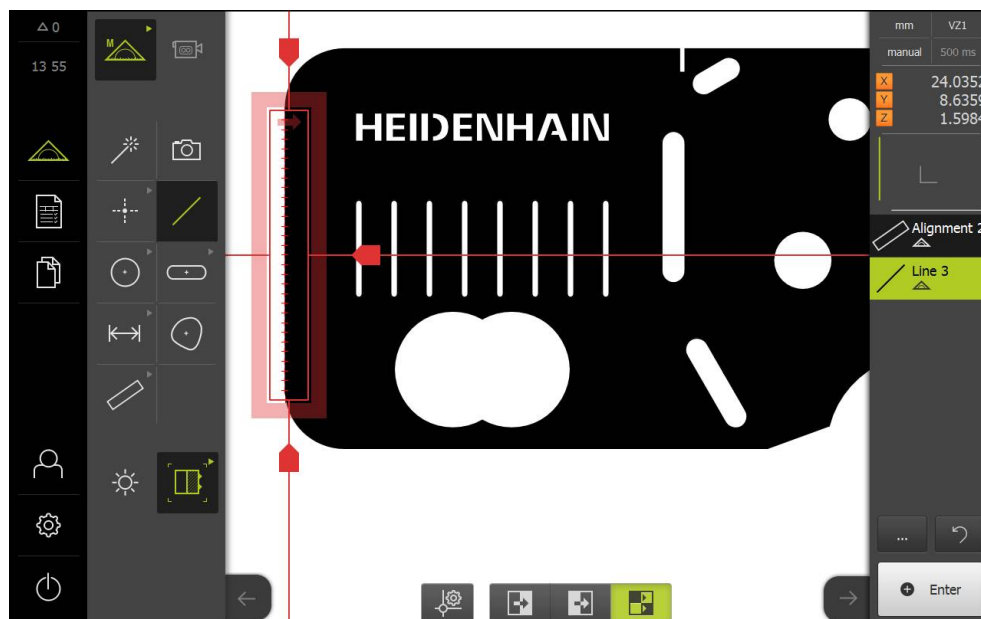 0
13 55
M
HEIDENHAIN
mm VZ1
manual 500 ms
X 24.0352
Y 8.6359
Z 1.5984
Alignment 2
Line 3
...
Enter